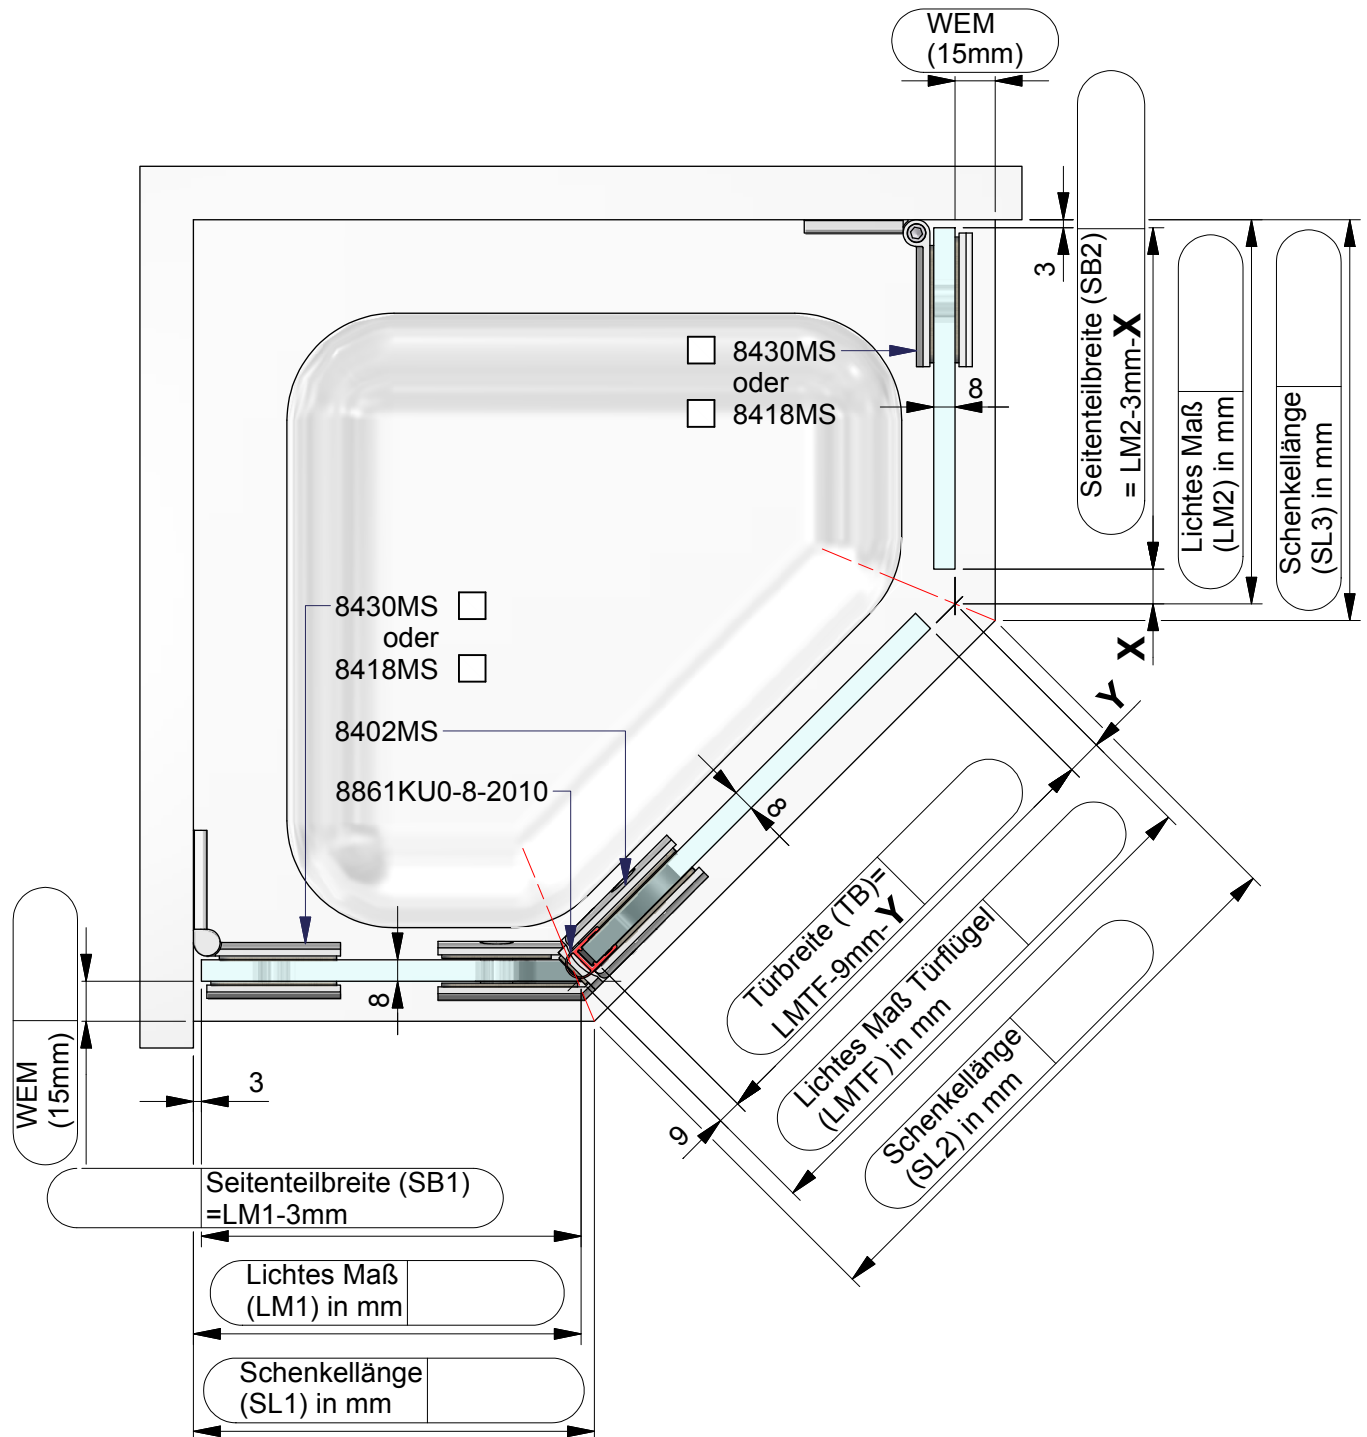 WEM
(15mm)
3
Seitenteilbreite (SB2)
= LM2-3mm-X
Lichtes Maß
(LM2) in mm
Schenkellänge
(SL3) in mm
8430MS
oder
8418MS
8
8430MS
oder
8418MS
8402MS
8861KU0-8-2010
X
Y
8
Türbreite (TB)=
LMTF-9mm-Y
Lichtes Maß Türflügel
(LMTF) in mm
Schenkellänge
(SL2) in mm
9
8
WEM
(15mm)
3
Seitenteilbreite (SB1)
=LM1-3mm
Lichtes Maß
(LM1) in mm
Schenkellänge
(SL1) in mm